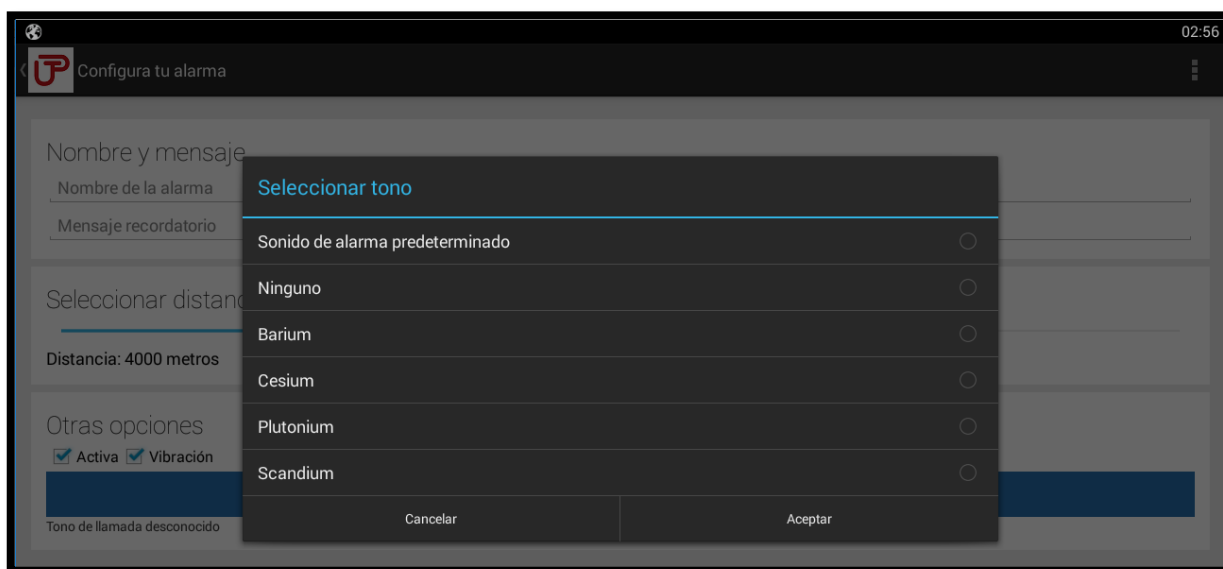 02:56
UTP Configura tu alarma
Nombre y mensaje
Nombre de la alarma
Mensaje recordatorio
Seleccionar tono
Sonido de alarma predeterminado
Ninguno
Barium
Cesium
Plutonium
Scandium
Cancelar Aceptar
Seleccionar
Distancia: 4000 metros
Otras opciones
Activa Vibración
Tono de llamada desconocido